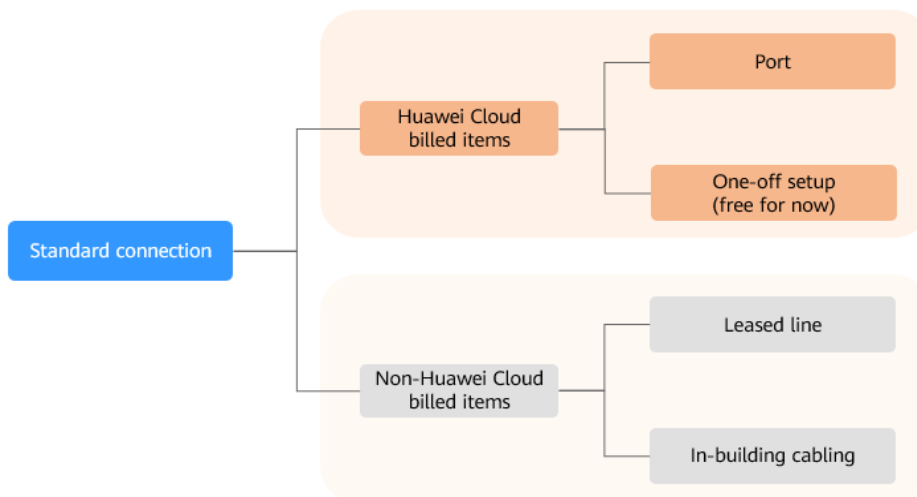 Port
Huawei Cloud
billed items
One-off setup
(free for now)
Standard connection
Leased line
Non-Huawei Cloud
billed items
In-building cabling